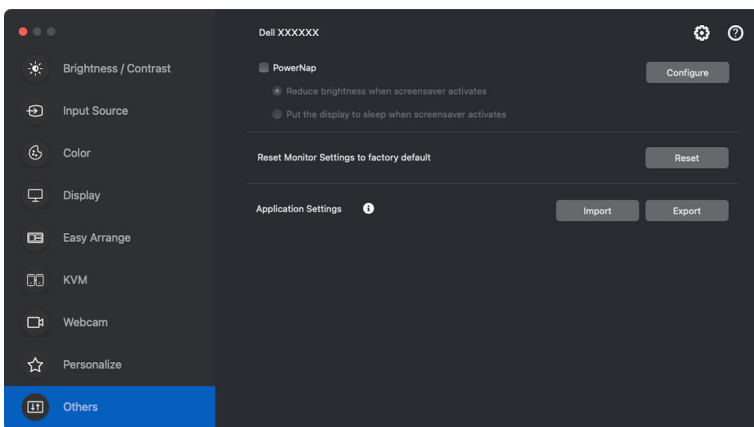 Dell XXXXXX
Brightness / Contrast
Input Source
Color
Display
Easy Arrange
KVM
Webcam
Personalize
Others
PowerNap
Configure
Reduce brightness when screensaver activates
Put the display to sleep when screensaver activates
Reset Monitor Settings to factory default
Reset
Application Settings
Import
Export